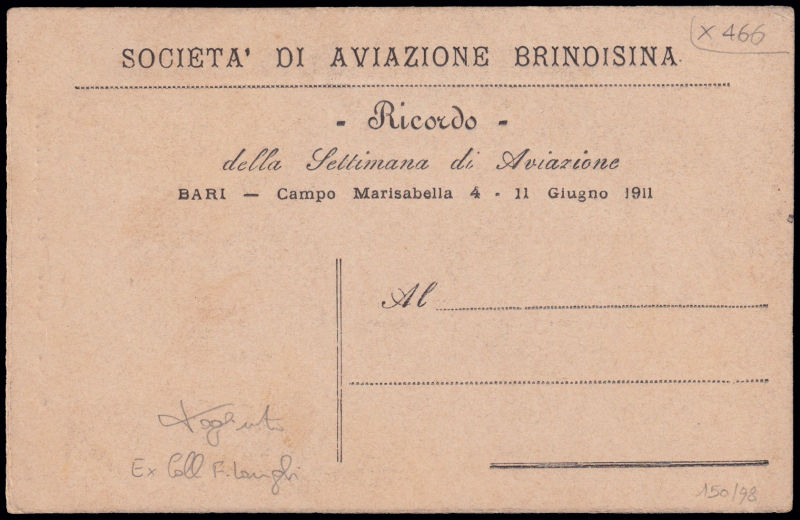 x 466
SOCIETA' DI AVIAZIONE BRINDISINA
- Ricordo -
della Settimana di Aviazione
BARI — Campo Marisabella 4 - 11 Giugno 1911
Al
Ex Coll F. Longhi
150/98